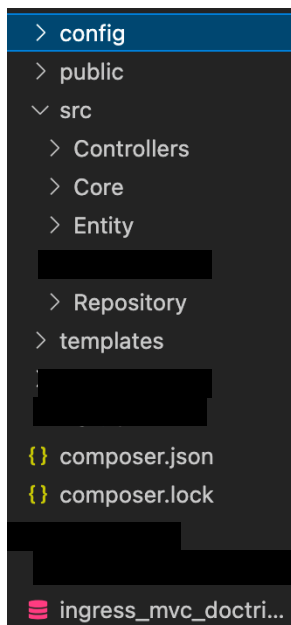 config
public
src
Controllers
Core
Entity
Repository
templates
{} composer.json
{} composer.lock
ingress_mvc_doctri...